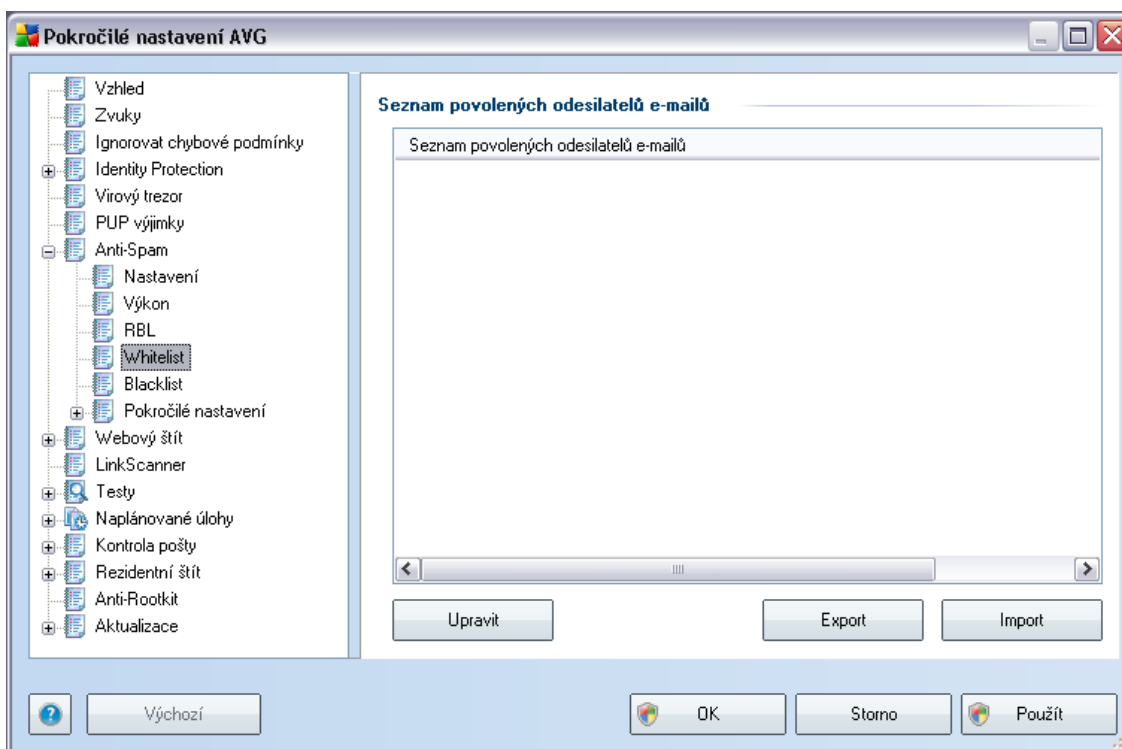 Pokročilé nastavení AVG
Vzhled
Zvuky
Ignorovat chybové podmínky
Identity Protection
Virový trezor
PUP výjimky
Anti-Spam
Nastavení
Výkon
RBL
Whitelist
Blacklist
Pokročilé nastavení
Webový štít
LinkScanner
Testy
Naplánované úlohy
Kontrola pošty
Rezidentní štít
Anti-Rootkit
Aktualizace
Seznam povolených odesilatelů e-mailů
Seznam povolených odesilatelů e-mailů
Upravit Export Import
Výchozí OK Storno Použít